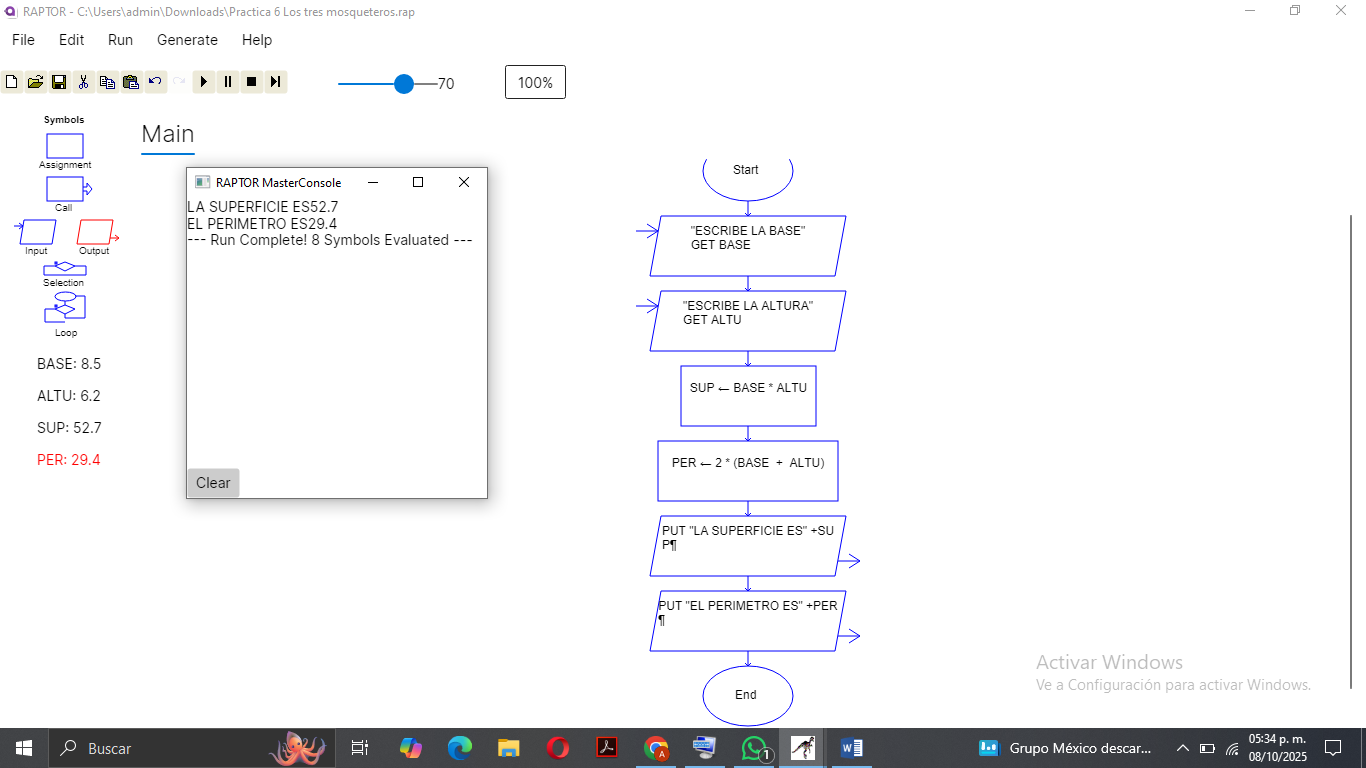 RAPTOR - C:\Users\admin\Downloads\Practica 6 Los tres mosqueteros.rap
File Edit Run Generate Help
70
100%
Symbols
Assignment
Call
Input Output
Selection
Loop
BASE: 8.5
ALTU: 6.2
SUP: 52.7
PER: 29.4
Main
RAPTOR MasterConsole
LA SUPERFICIE ES52.7
EL PERIMETRO ES29.4
--- Run Complete! 8 Symbols Evaluated ---
Clear
Start
"ESCRIBE LA BASE"
GET BASE
"ESCRIBE LA ALTURA"
GET ALTU
SUP ← BASE * ALTU
PER ← 2 * (BASE + ALTU)
PUT "LA SUPERFICIE ES" +SU
P¶
PUT "EL PERIMETRO ES" +PER
¶
End
Activar Windows
Ve a Configuración para activar Windows.
Buscar
1
Grupo México descar...
05:34 p. m.
08/10/2025